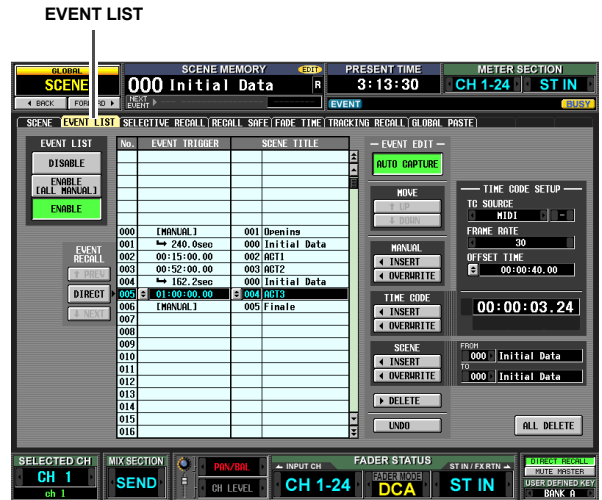 EVENT LIST
GLOBAL
SCENE
SCENE MEMORY
EDIT
000 Initial Data
R
PRESENT TIME
3:13:30
METER SECTION
CH 1-24
ST IN
BACK
NEXT EVENT
EVENT
BUSY
SCENE
EVENT LIST
SELECTIVE RECALL
RECALL SAFE
FADE TIME
TRACKING RECALL
GLOBAL PASTE
EVENT LIST
DISABLE
ENABLE
[ALL MANUAL]
ENABLE
EVENT
RECALL
PREV
DIRECT
NEXT
No. EVENT TRIGGER SCENE TITLE
000 [MANUAL] 001 Opening
001 240.0sec 000 Initial Data
002 00:15:00.00 002 ACT1
003 00:52:00.00 003 ACT2
004 162.2sec 000 Initial Data
005 01:00:00.00 004 ACT3
006 [MANUAL] 005 Finale
007
008
009
010
011
012
013
014
015
016
EVENT EDIT
AUTO CAPTURE
MOVE
UP
DOWN
MANUAL
INSERT
OVERWRITE
TIME CODE
INSERT
OVERWRITE
SCENE
INSERT
OVERWRITE
DELETE
UNDO
TIME CODE SETUP
TC SOURCE
MIDI -
FRAME RATE
30
OFFSET TIME
00:00:40.00
00:00:03.24
FROM
000 Initial Data
TO
000 Initial Data
ALL DELETE
SELECTED CH
CH 1
ch 1
MIX SECTION
SEND
PAN/BAL
CH LEVEL
INPUT CH
CH 1-24
FADER STATUS
FADER MODE
DCA
ST IN / FX RTN
ST IN
DIRECT RECALL
MUTE MASTER
USER DEFINED KEY
BANK A